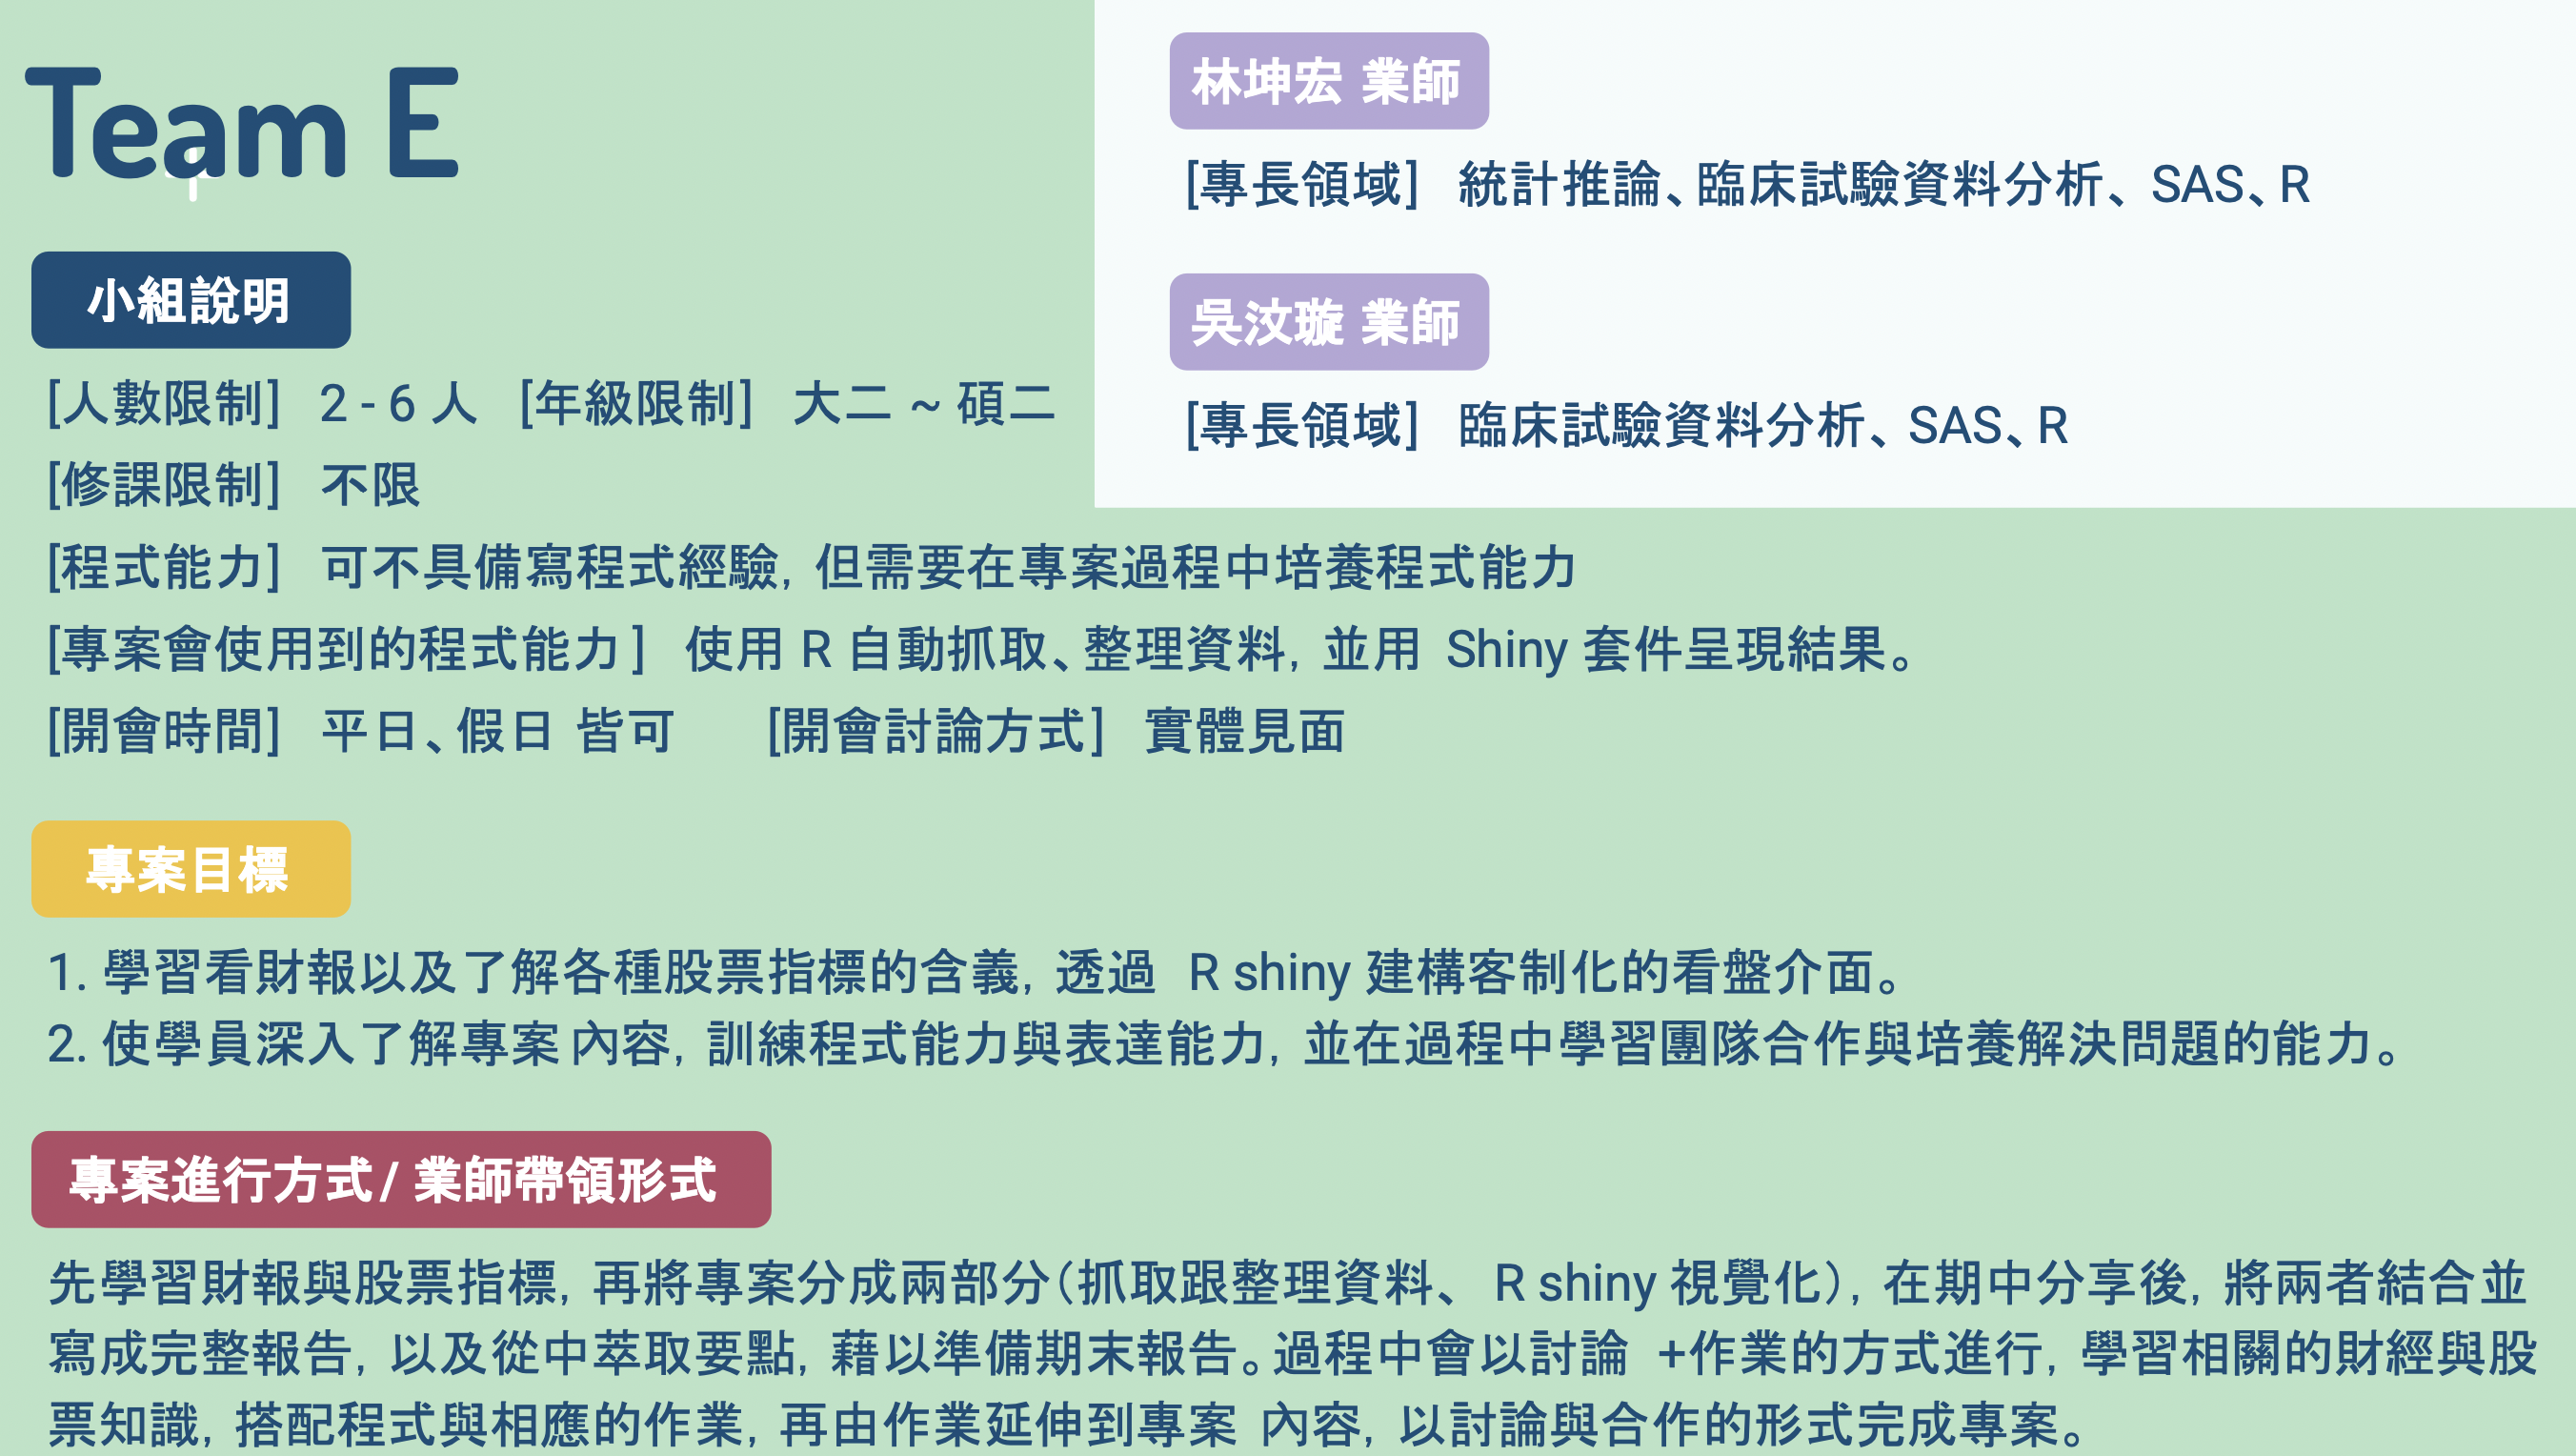 Team E
小組說明
[人數限制] 2 - 6 人 [年級限制] 大二 ~ 碩二
[修課限制] 不限
[程式能力] 可不具備寫程式經驗, 但需要在專案過程中培養程式能力
[專案會使用到的程式能力] 使用 R 自動抓取、整理資料, 並用 Shiny 套件呈現結果。
[開會時間] 平日、假日 皆可 [開會討論方式] 實體見面
林坤宏 業師
[專長領域] 統計推論、臨床試驗資料分析、SAS、R
吳汶璇 業師
[專長領域] 臨床試驗資料分析、SAS、R
專案目標
1. 學習看財報以及了解各種股票指標的含義, 透過 R shiny 建構客制化的看盤介面。
2. 使學員深入了解專案內容, 訓練程式能力與表達能力, 並在過程中學習團隊合作與培養解決問題的能力。
專案進行方式 / 業師帶領形式
先學習財報與股票指標, 再將專案分成兩部分(抓取跟整理資料、 R shiny 視覺化), 在期中分享後, 將兩者結合並
寫成完整報告, 以及從中萃取要點, 藉以準備期末報告。過程中會以討論 +作業的方式進行, 學習相關的財經與股
票知識, 搭配程式與相應的作業, 再由作業延伸到專案 內容, 以討論與合作的形式完成專案。